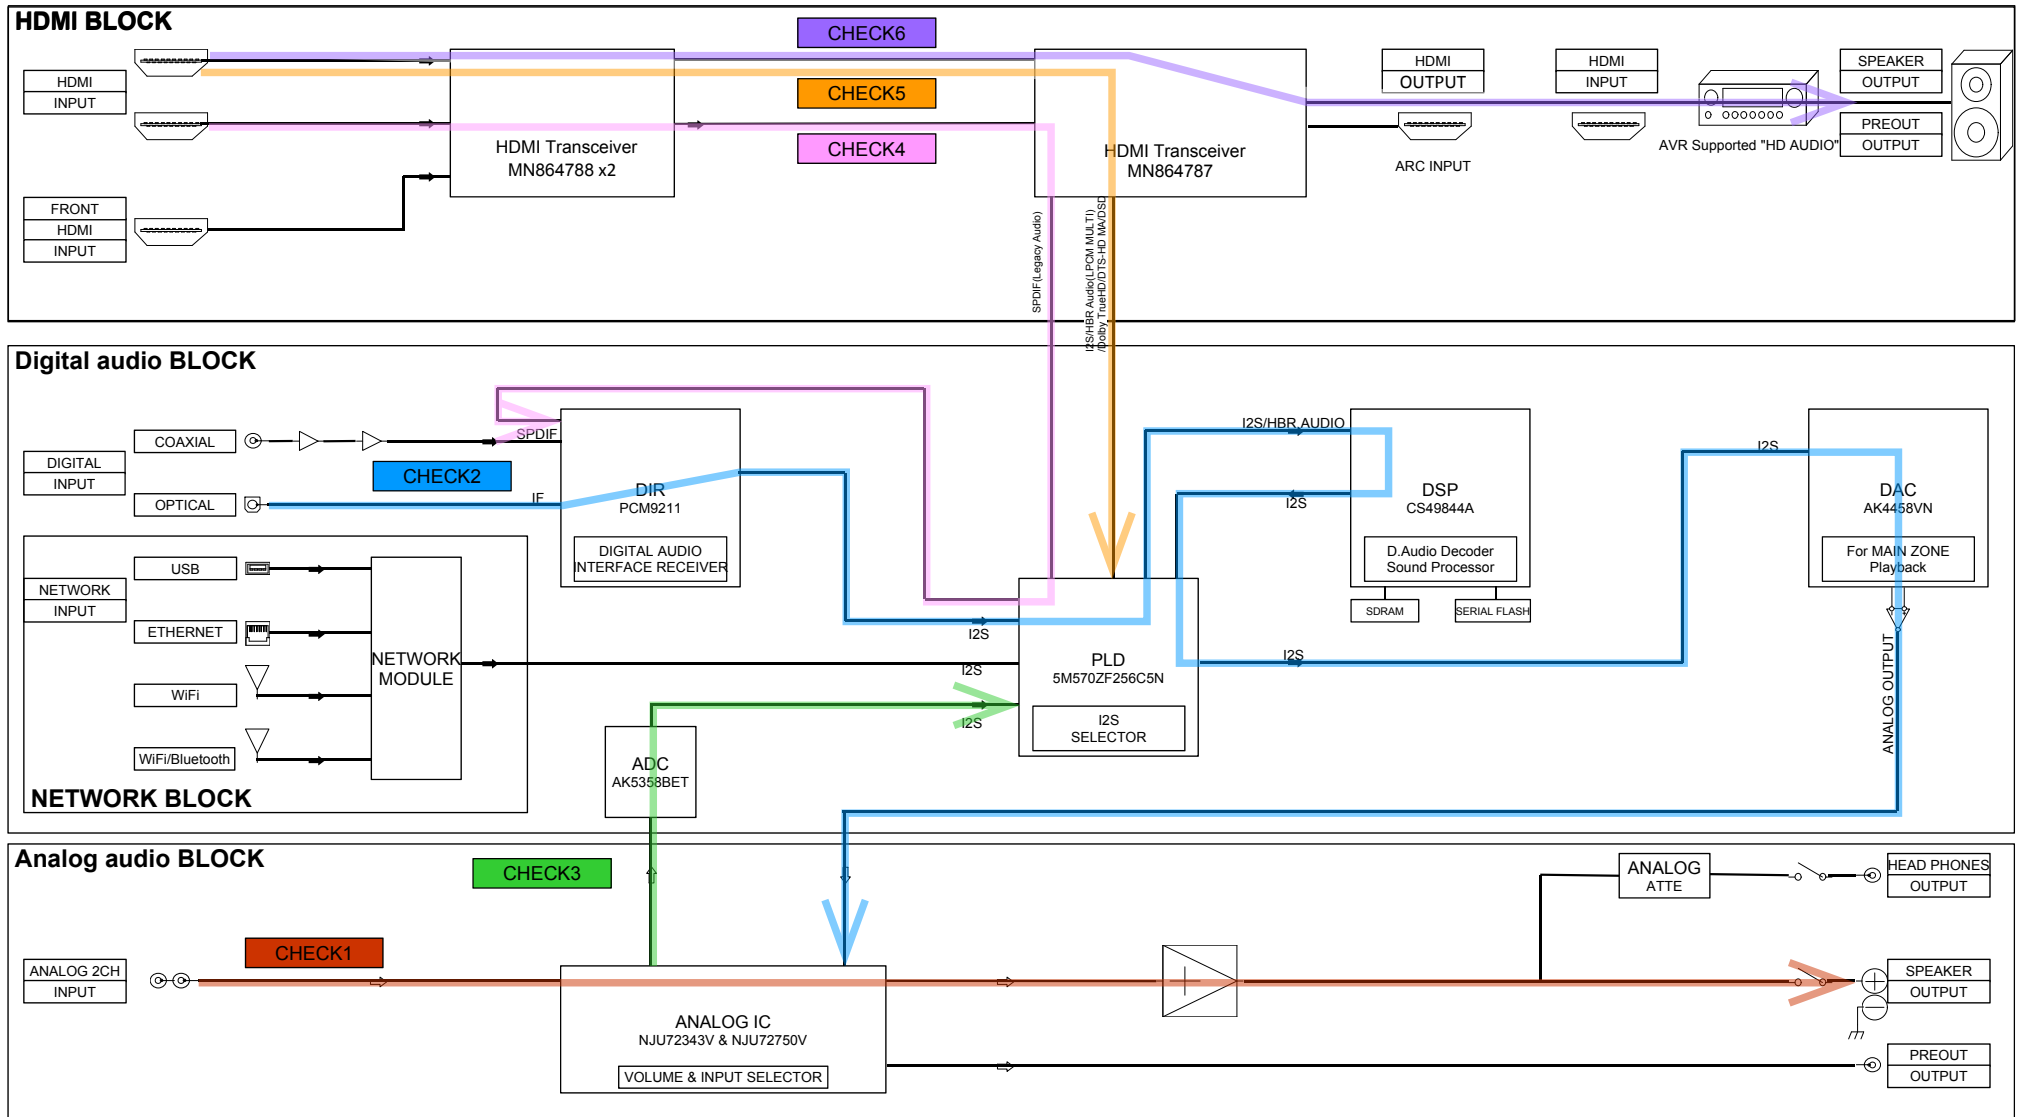 HDMI BLOCK
CHECK6
HDMI
INPUT
CHECK5
CHECK4
HDMI Transceiver
MN864788 x2
HDMI Transceiver
MN864787
HDMI
OUTPUT
ARC INPUT
HDMI
INPUT
AVR Supported "HD AUDIO"
SPEAKER
OUTPUT
PREOUT
OUTPUT
FRONT
HDMI
INPUT
SPDIF(Legacy Audio)
I2S/HBR Audio(LPCM MULTI)
/Dolby TrueHD/DTS-HD MA/DSD
Digital audio BLOCK
DIGITAL
INPUT
COAXIAL
OPTICAL
CHECK2
SPDIF
IF
DIR
PCM9211
DIGITAL AUDIO
INTERFACE RECEIVER
I2S/HBR AUDIO
I2S
DSP
CS49844A
D.Audio Decoder
Sound Processor
SDRAM
SERIAL FLASH
I2S
DAC
AK4458VN
For MAIN ZONE
Playback
ANALOG OUTPUT
NETWORK
INPUT
USB
ETHERNET
WiFi
WiFi/Bluetooth
NETWORK
MODULE
NETWORK BLOCK
I2S
I2S
I2S
I2S
PLD
5M570ZF256C5N
I2S
SELECTOR
ADC
AK5358BET
Analog audio BLOCK
CHECK3
CHECK1
ANALOG 2CH
INPUT
ANALOG IC
NJU72343V & NJU72750V
VOLUME & INPUT SELECTOR
ANALOG
ATTE
HEAD PHONES
OUTPUT
SPEAKER
OUTPUT
PREOUT
OUTPUT